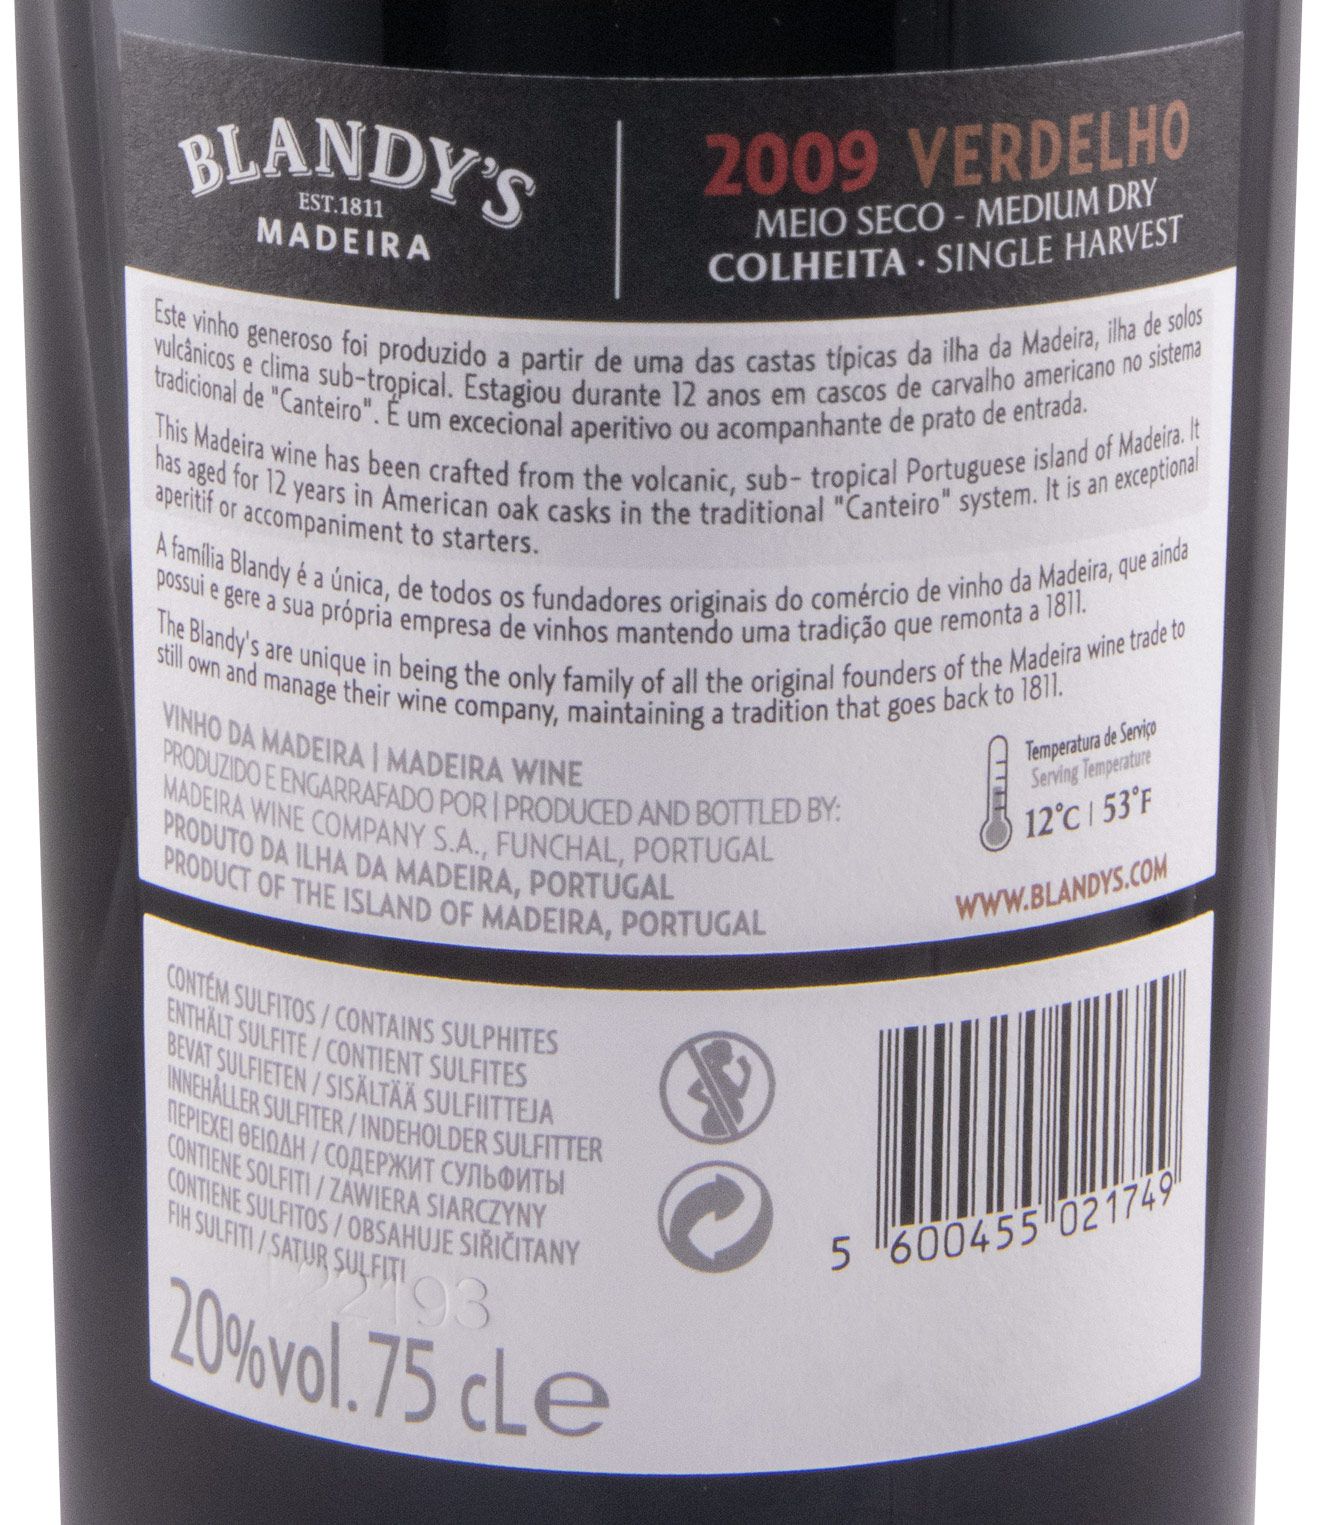 BLANDY'S
EST.1811
MADEIRA
2009 VERDELHO
MEIO SECO - MEDIUM DRY
COLHEITA · SINGLE HARVEST
Este vinho generoso foi produzido a partir de uma das castas típicas da ilha da Madeira, ilha de solos
vulcânicos e clima sub-tropical. Estagiou durante 12 anos em cascos de carvalho americano no sistema
tradicional de "Canteiro". É um excecional aperitivo ou acompanhante de prato de entrada.
This Madeira wine has been crafted from the volcanic, sub- tropical Portuguese island of Madeira. It
has aged for 12 years in American oak casks in the traditional "Canteiro" system. It is an exceptional
aperitif or accompaniment to starters.
A família Blandy é a única, de todos os fundadores originais do comércio de vinho da Madeira, que ainda
possui e gere a sua própria empresa de vinhos mantendo uma tradição que remonta a 1811.
The Blandy's are unique in being the only family of all the original founders of the Madeira wine trade to
still own and manage their wine company, maintaining a tradition that goes back to 1811.
VINHO DA MADEIRA | MADEIRA WINE
PRODUZIDO E ENGARRAFADO POR | PRODUCED AND BOTTLED BY:
MADEIRA WINE COMPANY S.A., FUNCHAL, PORTUGAL
PRODUTO DA ILHA DA MADEIRA, PORTUGAL
PRODUCT OF THE ISLAND OF MADEIRA, PORTUGAL
Temperatura de Serviço
Serving Temperature
12°C | 53°F
WWW.BLANDYS.COM
CONTÉM SULFITOS / CONTAINS SULPHITES
ENTHÄLT SULFITE / CONTIENT SULFITES
BEVAT SULFIETEN / SISÄLTÄÄ SULFIITTEJA
INNEHÅLLER SULFITER / INDEHOLDER SULFITTER
ΠΕΡΙΕΧΕΙ ΘΕΙΩΔΗ / СОДЕРЖИТ СУЛЬФИТЫ
CONTIENE SOLFITI / ZAWIERA SIARCZYNY
CONTIENE SULFITOS / OBSAHUJE SIŘIČITANY
FIH SULFITI / SATUR SULFITI
L22193
20%vol. 75 cL e
5 600455 021749